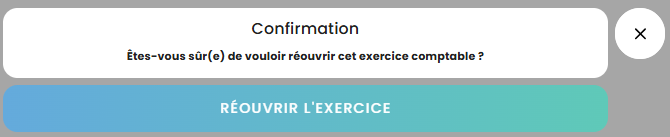 Confirmation
Êtes-vous sûr(e) de vouloir réouvrir cet exercice comptable ?
RÉOUVRIR L'EXERCICE